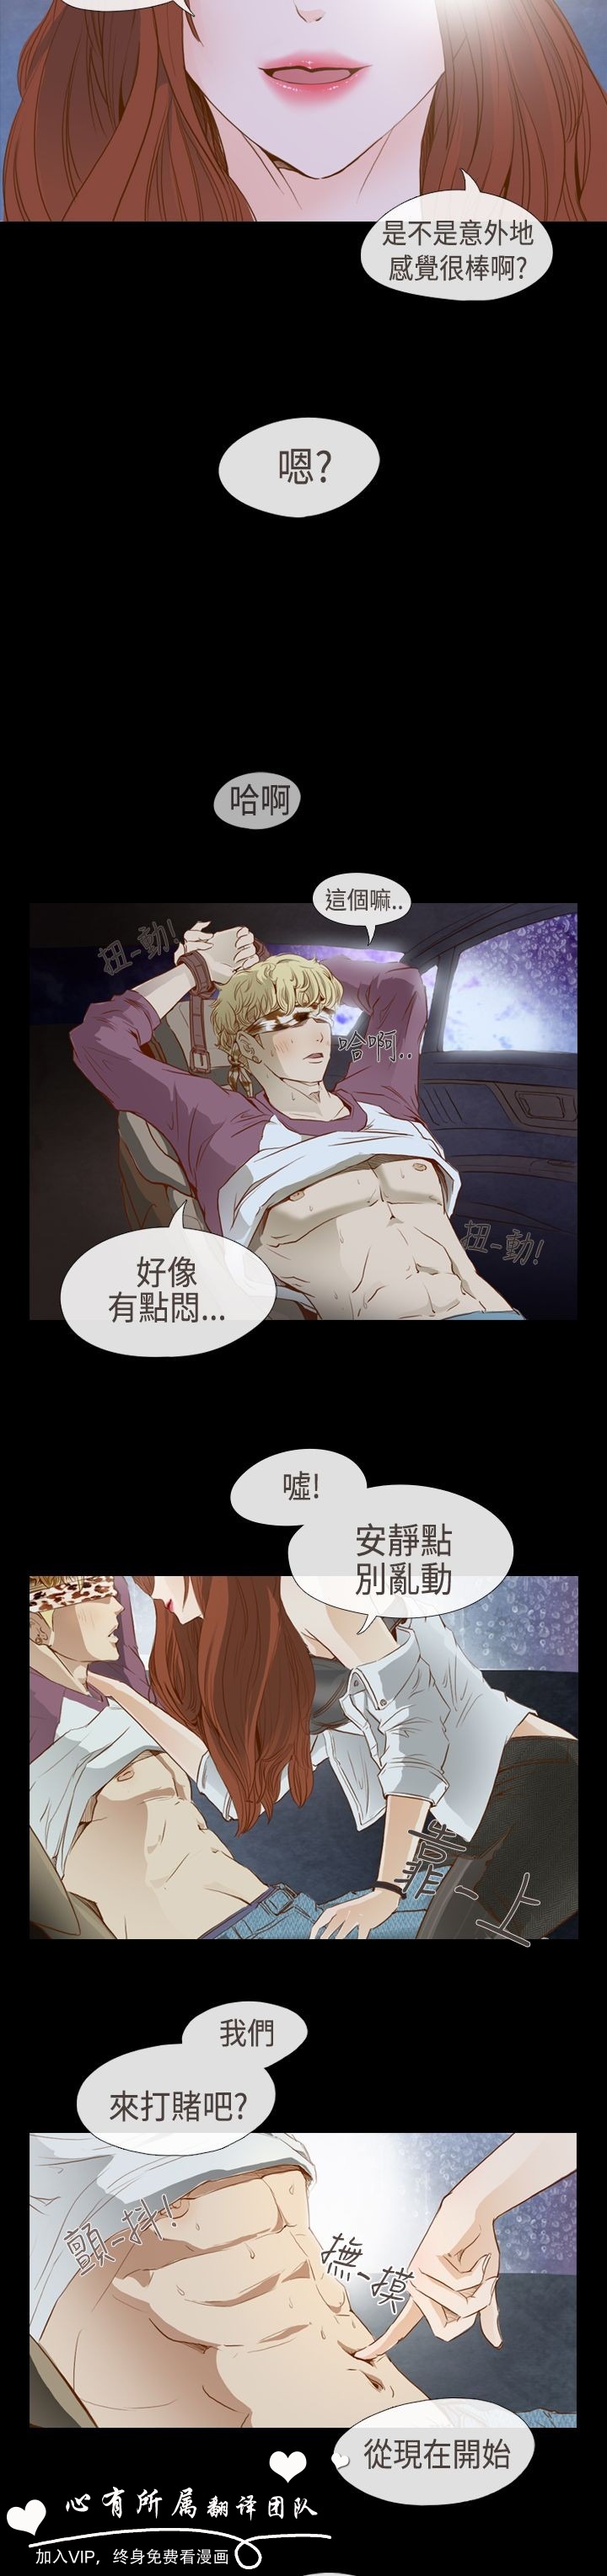 是不是意外地
感覺很棒啊?
嗯?
哈啊
這個嘛..
扭-動!
哈啊..
扭-動!
好像
有點悶...
噓!
安靜點
別亂動
靠-上
我們
來打賭吧?
顫-抖!
撫-摸
從現在開始
心有所属翻译团队
加入VIP，终身免费看漫画